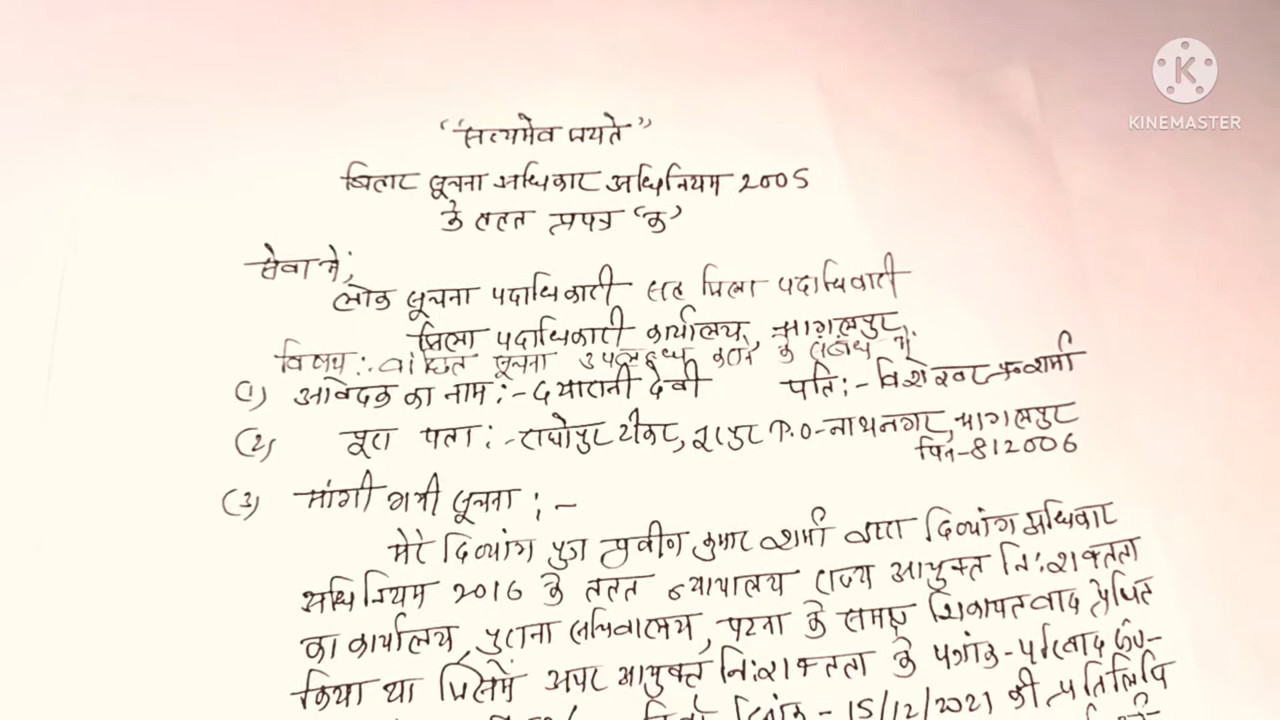 "सत्यमेव जयते"
बिहार सूचना अधिकार अधिनियम 2005
के तहत प्रपत्र 'क'
सेवा में,
लोक सूचना पदाधिकारी सह जिला पदाधिकारी
जिला पदाधिकारी कार्यालय, भागलपुर,
विषय:- वांछित सूचना उपलब्ध कराने के संबंध में,
(1) आवेदक का नाम:- दयारानी देवी पति:- विशेश्वर प्र० शर्मा
(2) पूरा पता:- राघोपुर टीकर, नूरपुर P.O-नाथनगर, भागलपुर
पिन-812006
(3) मांगी गयी सूचना:-
मेरे दिव्यांग पुत्र प्रवीण कुमार शर्मा द्वारा दिव्यांग अधिकार
अधिनियम 2016 के तहत न्यायालय राज्य आयुक्त नि:शक्तता
का कार्यालय, पुराना सचिवालय, पटना के समक्ष शिकायतवाद प्रेषित
किया था जिसमें अपर आयुक्त नि:शक्तता के पत्रांक-परिवाद
दिनांक-15/12/2021 की प्रतिलिपि
KINEMASTER